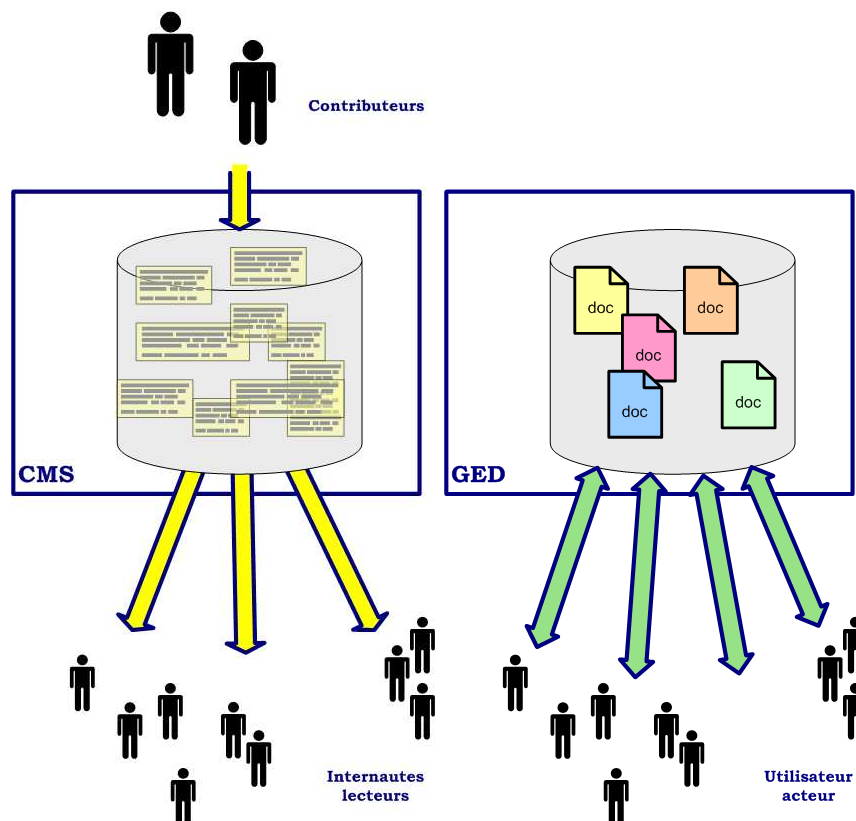 Contributeurs
CMS
doc
doc
doc
doc
doc
GED
Internautes
lecteurs
Utilisateur
acteur